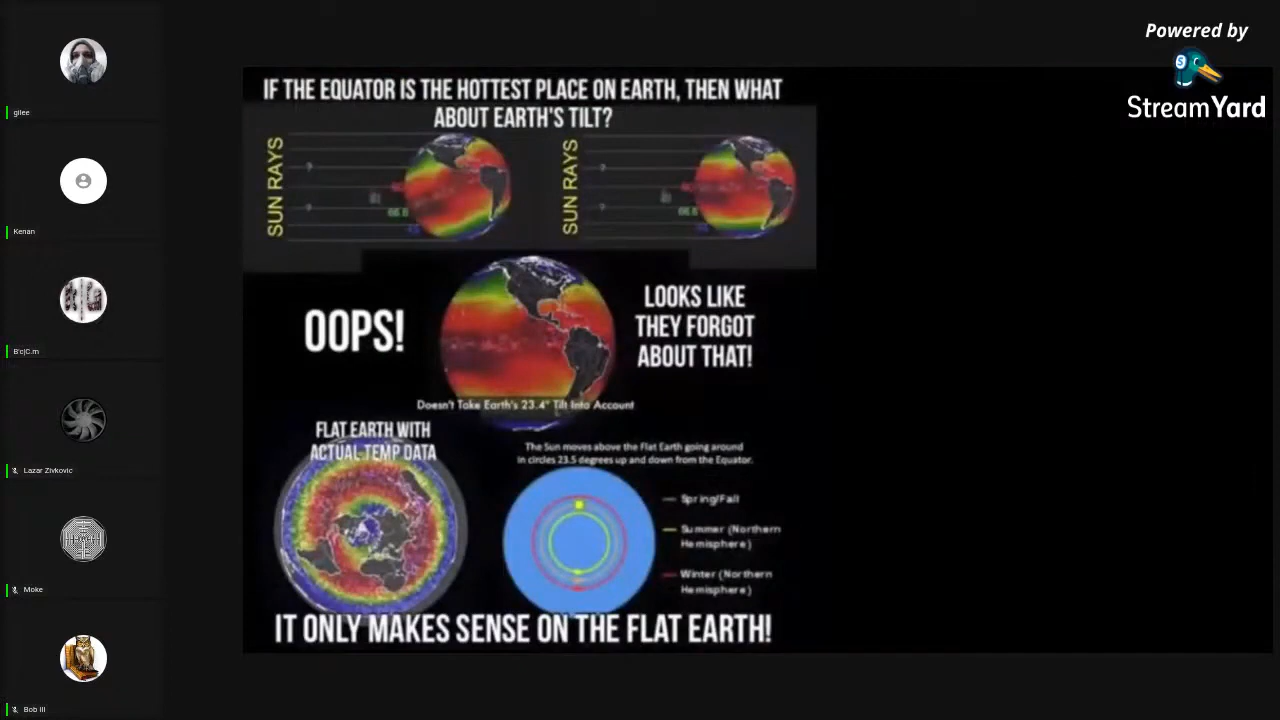 Powered by
StreamYard
gilee
Kenan
B'c|C.m
Lazar Zivkovic
Moke
Bob III
IF THE EQUATOR IS THE HOTTEST PLACE ON EARTH, THEN WHAT
ABOUT EARTH'S TILT?
SUN RAYS
?
?
66.6
SUN RAYS
?
?
66.6
OOPS!
LOOKS LIKE
THEY FORGOT
ABOUT THAT!
Doesn't Take Earth's 23.4° Tilt Into Account
FLAT EARTH WITH
ACTUAL TEMP DATA
The Sun moves above the Flat Earth going around
in circles 23.5 degrees up and down from the Equator.
Spring/Fall
Summer (Northern
Hemisphere)
Winter (Northern
Hemisphere)
IT ONLY MAKES SENSE ON THE FLAT EARTH!